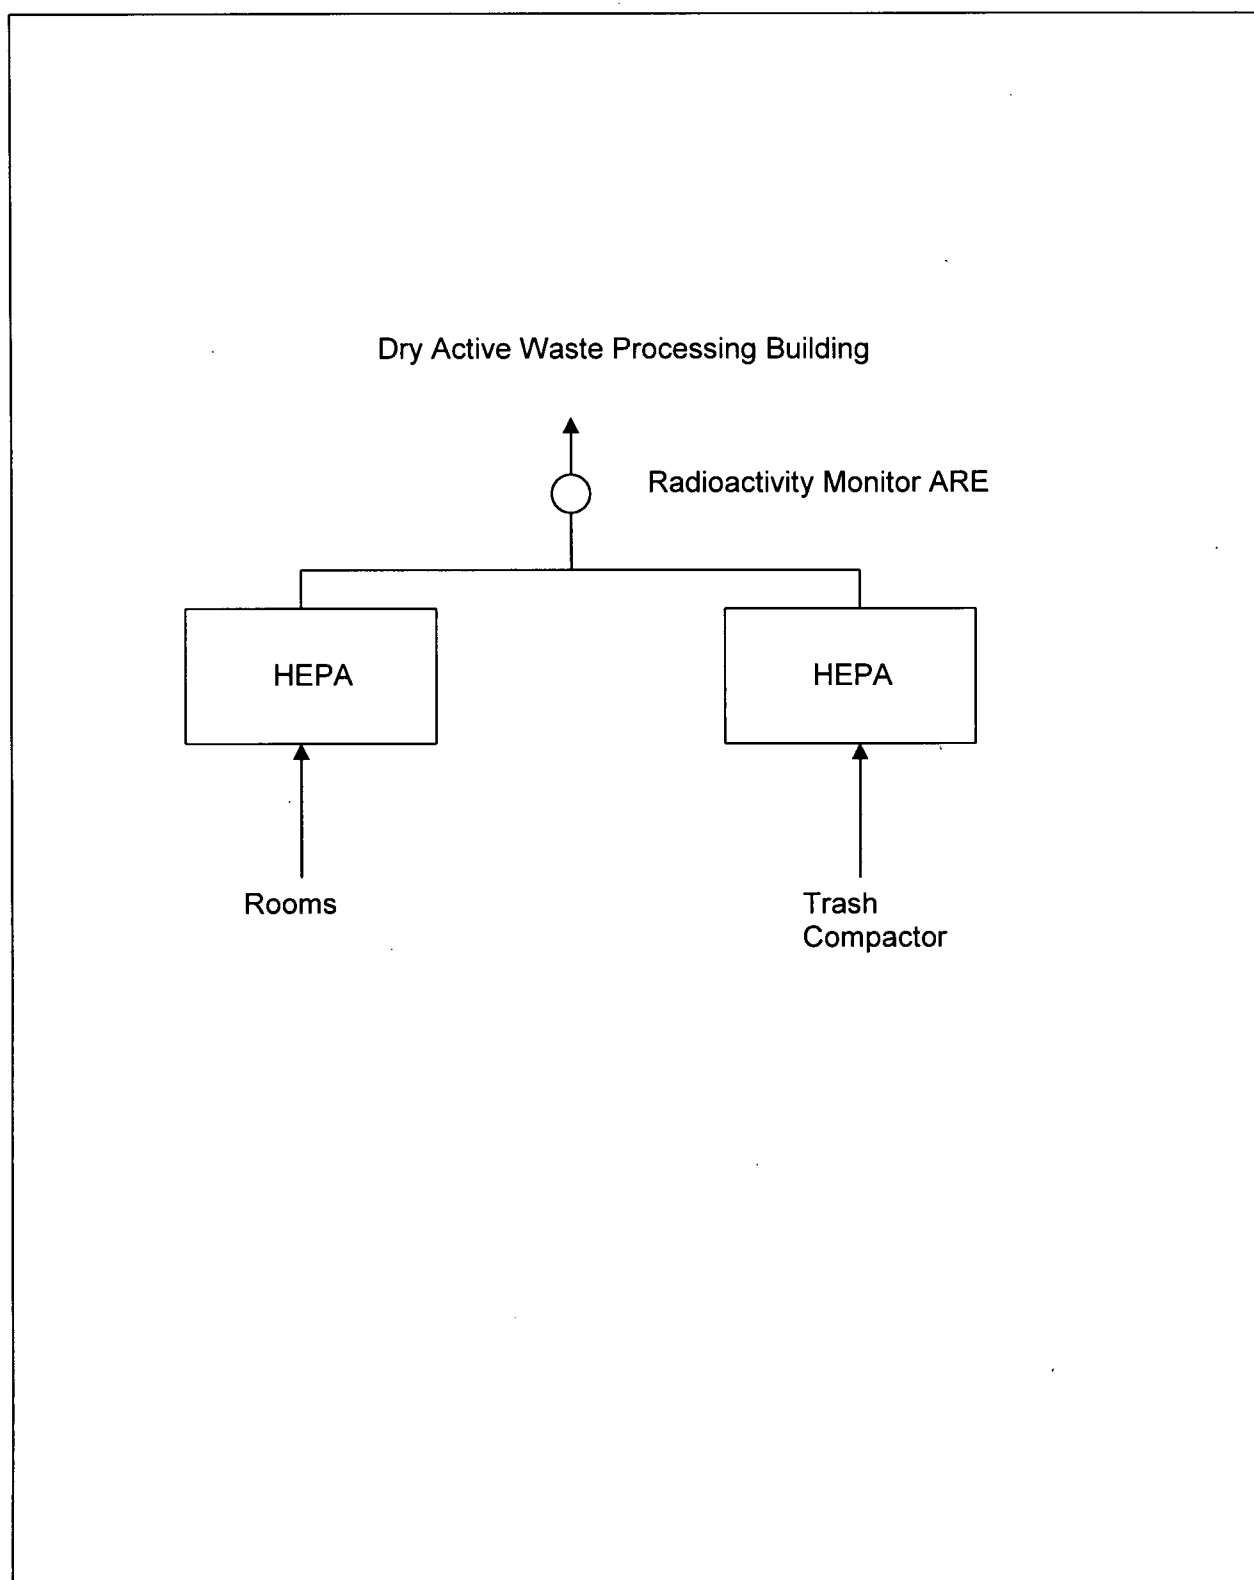 Dry Active Waste Processing Building
Radioactivity Monitor ARE
HEPA
HEPA
Rooms
Trash
Compactor